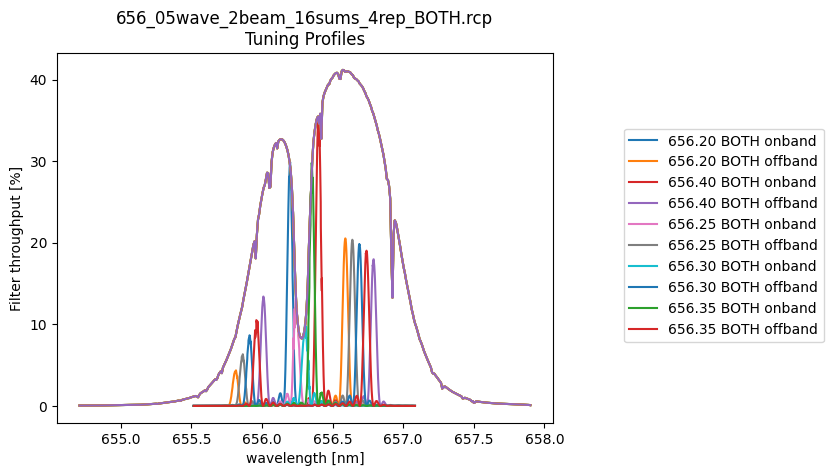 656_05wave_2beam_16sums_4rep_BOTH.rcp
Tuning Profiles
Filter throughput [%]
40
30
20
10
0
655.0 655.5 656.0 656.5 657.0 657.5 658.0
wavelength [nm]
656.20 BOTH onband
656.20 BOTH offband
656.40 BOTH onband
656.40 BOTH offband
656.25 BOTH onband
656.25 BOTH offband
656.30 BOTH onband
656.30 BOTH offband
656.35 BOTH onband
656.35 BOTH offband